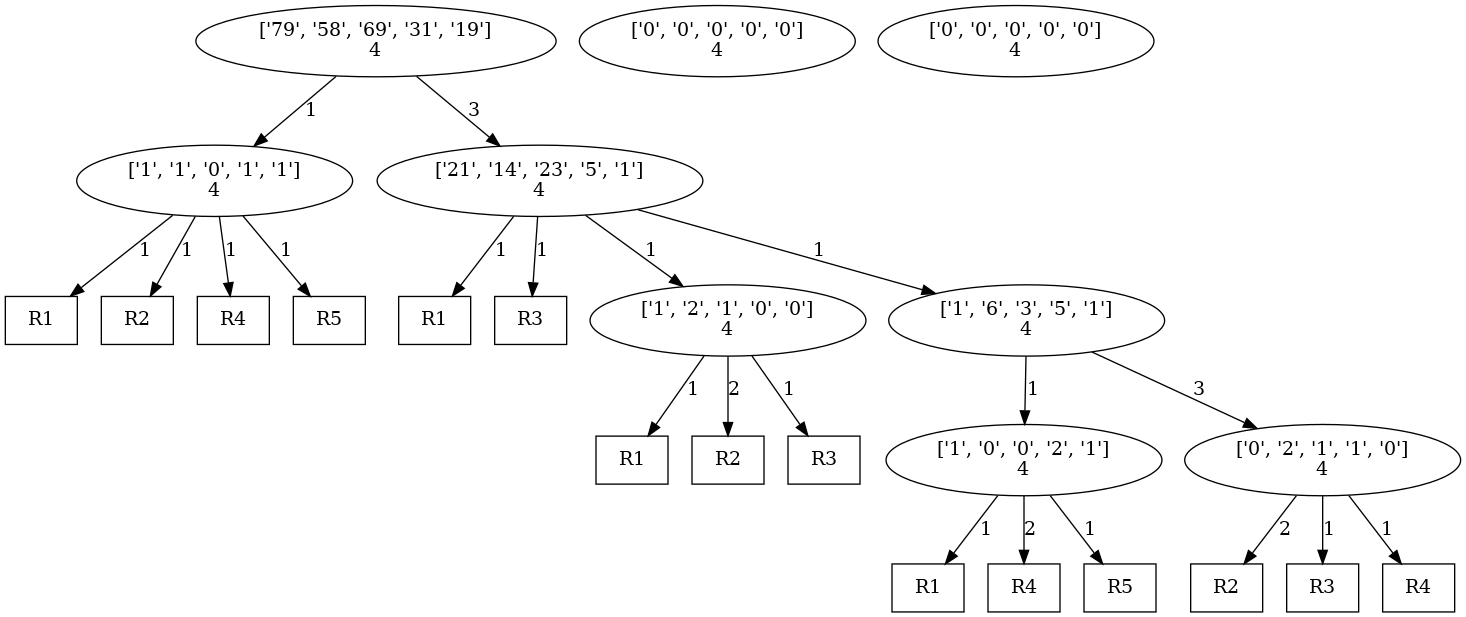 ['79', '58', '69', '31', '19']
4
['0', '0', '0', '0', '0']
4
['0', '0', '0', '0', '0']
4
1
3
['1', '1', '0', '1', '1']
4
['21', '14', '23', '5', '1']
4
1
1
1
1
1
1
1
1
R1
R2
R4
R5
R1
R3
['1', '2', '1', '0', '0']
4
['1', '6', '3', '5', '1']
4
1
2
1
1
3
R1
R2
R3
['1', '0', '0', '2', '1']
4
['0', '2', '1', '1', '0']
4
1
2
1
2
1
1
R1
R4
R5
R2
R3
R4